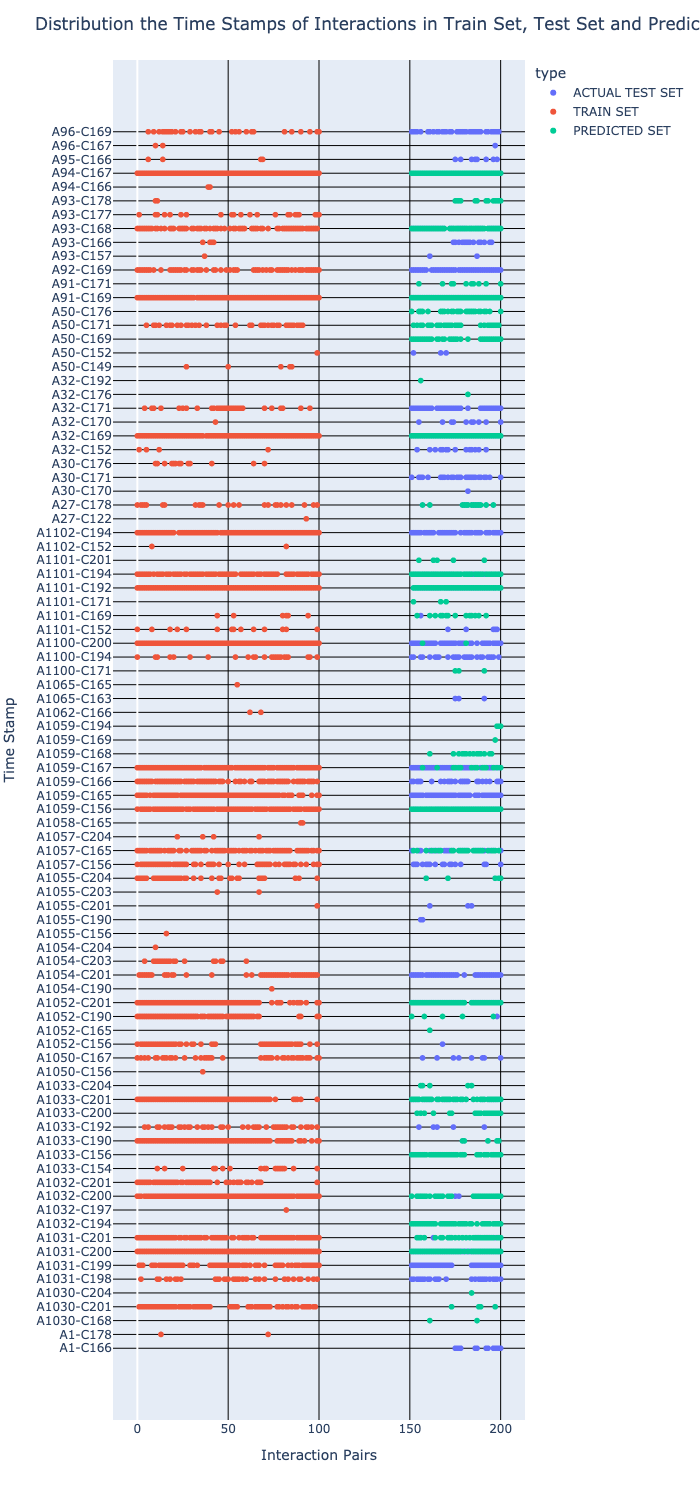 Distribution the Time Stamps of Interactions in Train Set, Test Set and Predic
type
ACTUAL TEST SET
TRAIN SET
PREDICTED SET
A96-C169
A96-C167
A95-C166
A94-C167
A94-C166
A93-C178
A93-C177
A93-C168
A93-C166
A93-C157
A92-C169
A91-C171
A91-C169
A50-C176
A50-C171
A50-C169
A50-C152
A50-C149
A32-C192
A32-C176
A32-C171
A32-C170
A32-C169
A32-C152
A30-C176
A30-C171
A30-C170
A27-C178
A27-C122
A1102-C194
A1102-C152
A1101-C201
A1101-C194
A1101-C192
A1101-C171
A1101-C169
A1101-C152
A1100-C200
A1100-C194
A1100-C171
A1065-C165
A1065-C163
A1062-C166
A1059-C194
A1059-C169
A1059-C168
A1059-C167
A1059-C166
A1059-C165
A1059-C156
A1058-C165
A1057-C204
A1057-C165
A1057-C156
A1055-C204
A1055-C203
A1055-C201
A1055-C190
A1055-C156
A1054-C204
A1054-C203
A1054-C201
A1054-C190
A1052-C201
A1052-C190
A1052-C165
A1052-C156
A1050-C167
A1050-C156
A1033-C204
A1033-C201
A1033-C200
A1033-C192
A1033-C190
A1033-C156
A1033-C154
A1032-C201
A1032-C200
A1032-C197
A1032-C194
A1031-C201
A1031-C200
A1031-C199
A1031-C198
A1030-C204
A1030-C201
A1030-C168
A1-C178
A1-C166
Time Stamp
0 50 100 150 200
Interaction Pairs